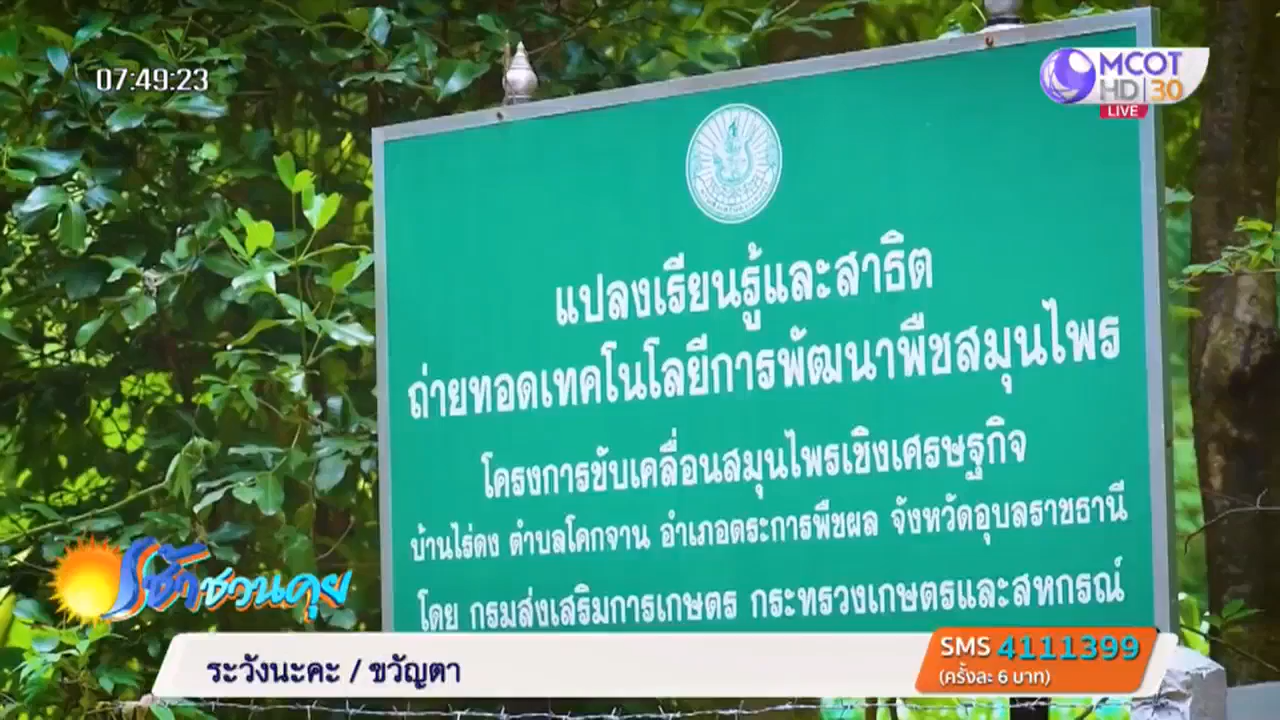 07:49:23
MCOT
HD 30
LIVE
แปลงเรียนรู้และสาธิต
ถ่ายทอดเทคโนโลยีการพัฒนาพืชสมุนไพร
โครงการขับเคลื่อนสมุนไพรเชิงเศรษฐกิจ
บ้านไร่ดง ตำบลโคกจาน อำเภอตระการพืชผล จังหวัดอุบลราชธานี
โดย กรมส่งเสริมการเกษตร กระทรวงเกษตรและสหกรณ์
เช้าชวนคุย
ระวังนะคะ / ขวัญตา
SMS 4111399
(ครั้งละ 6 บาท)